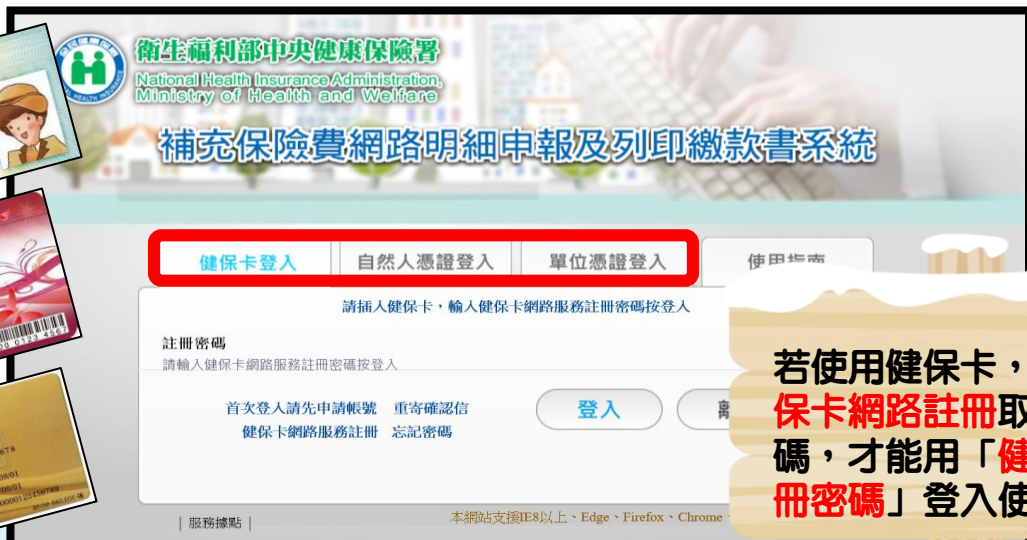 衛生福利部中央健康保險署
National Health Insurance Administration,
Ministry of Health and Welfare
補充保險費網路明細申報及列印繳款書系統
健保卡登入 自然人憑證登入 單位憑證登入 使用指南
請插入健保卡，輸入健保卡網路服務註冊密碼按登入
註冊密碼
請輸入健保卡網路服務註冊密碼按登入
首次登入請先申請帳號 重寄確認信
健保卡網路服務註冊 忘記密碼
登入
若使用健保卡，
保卡網路註冊取
碼，才能用「健
冊密碼」登入使
| 服務據點 |
本網站支援IE8以上、Edge、Firefox、Chrome